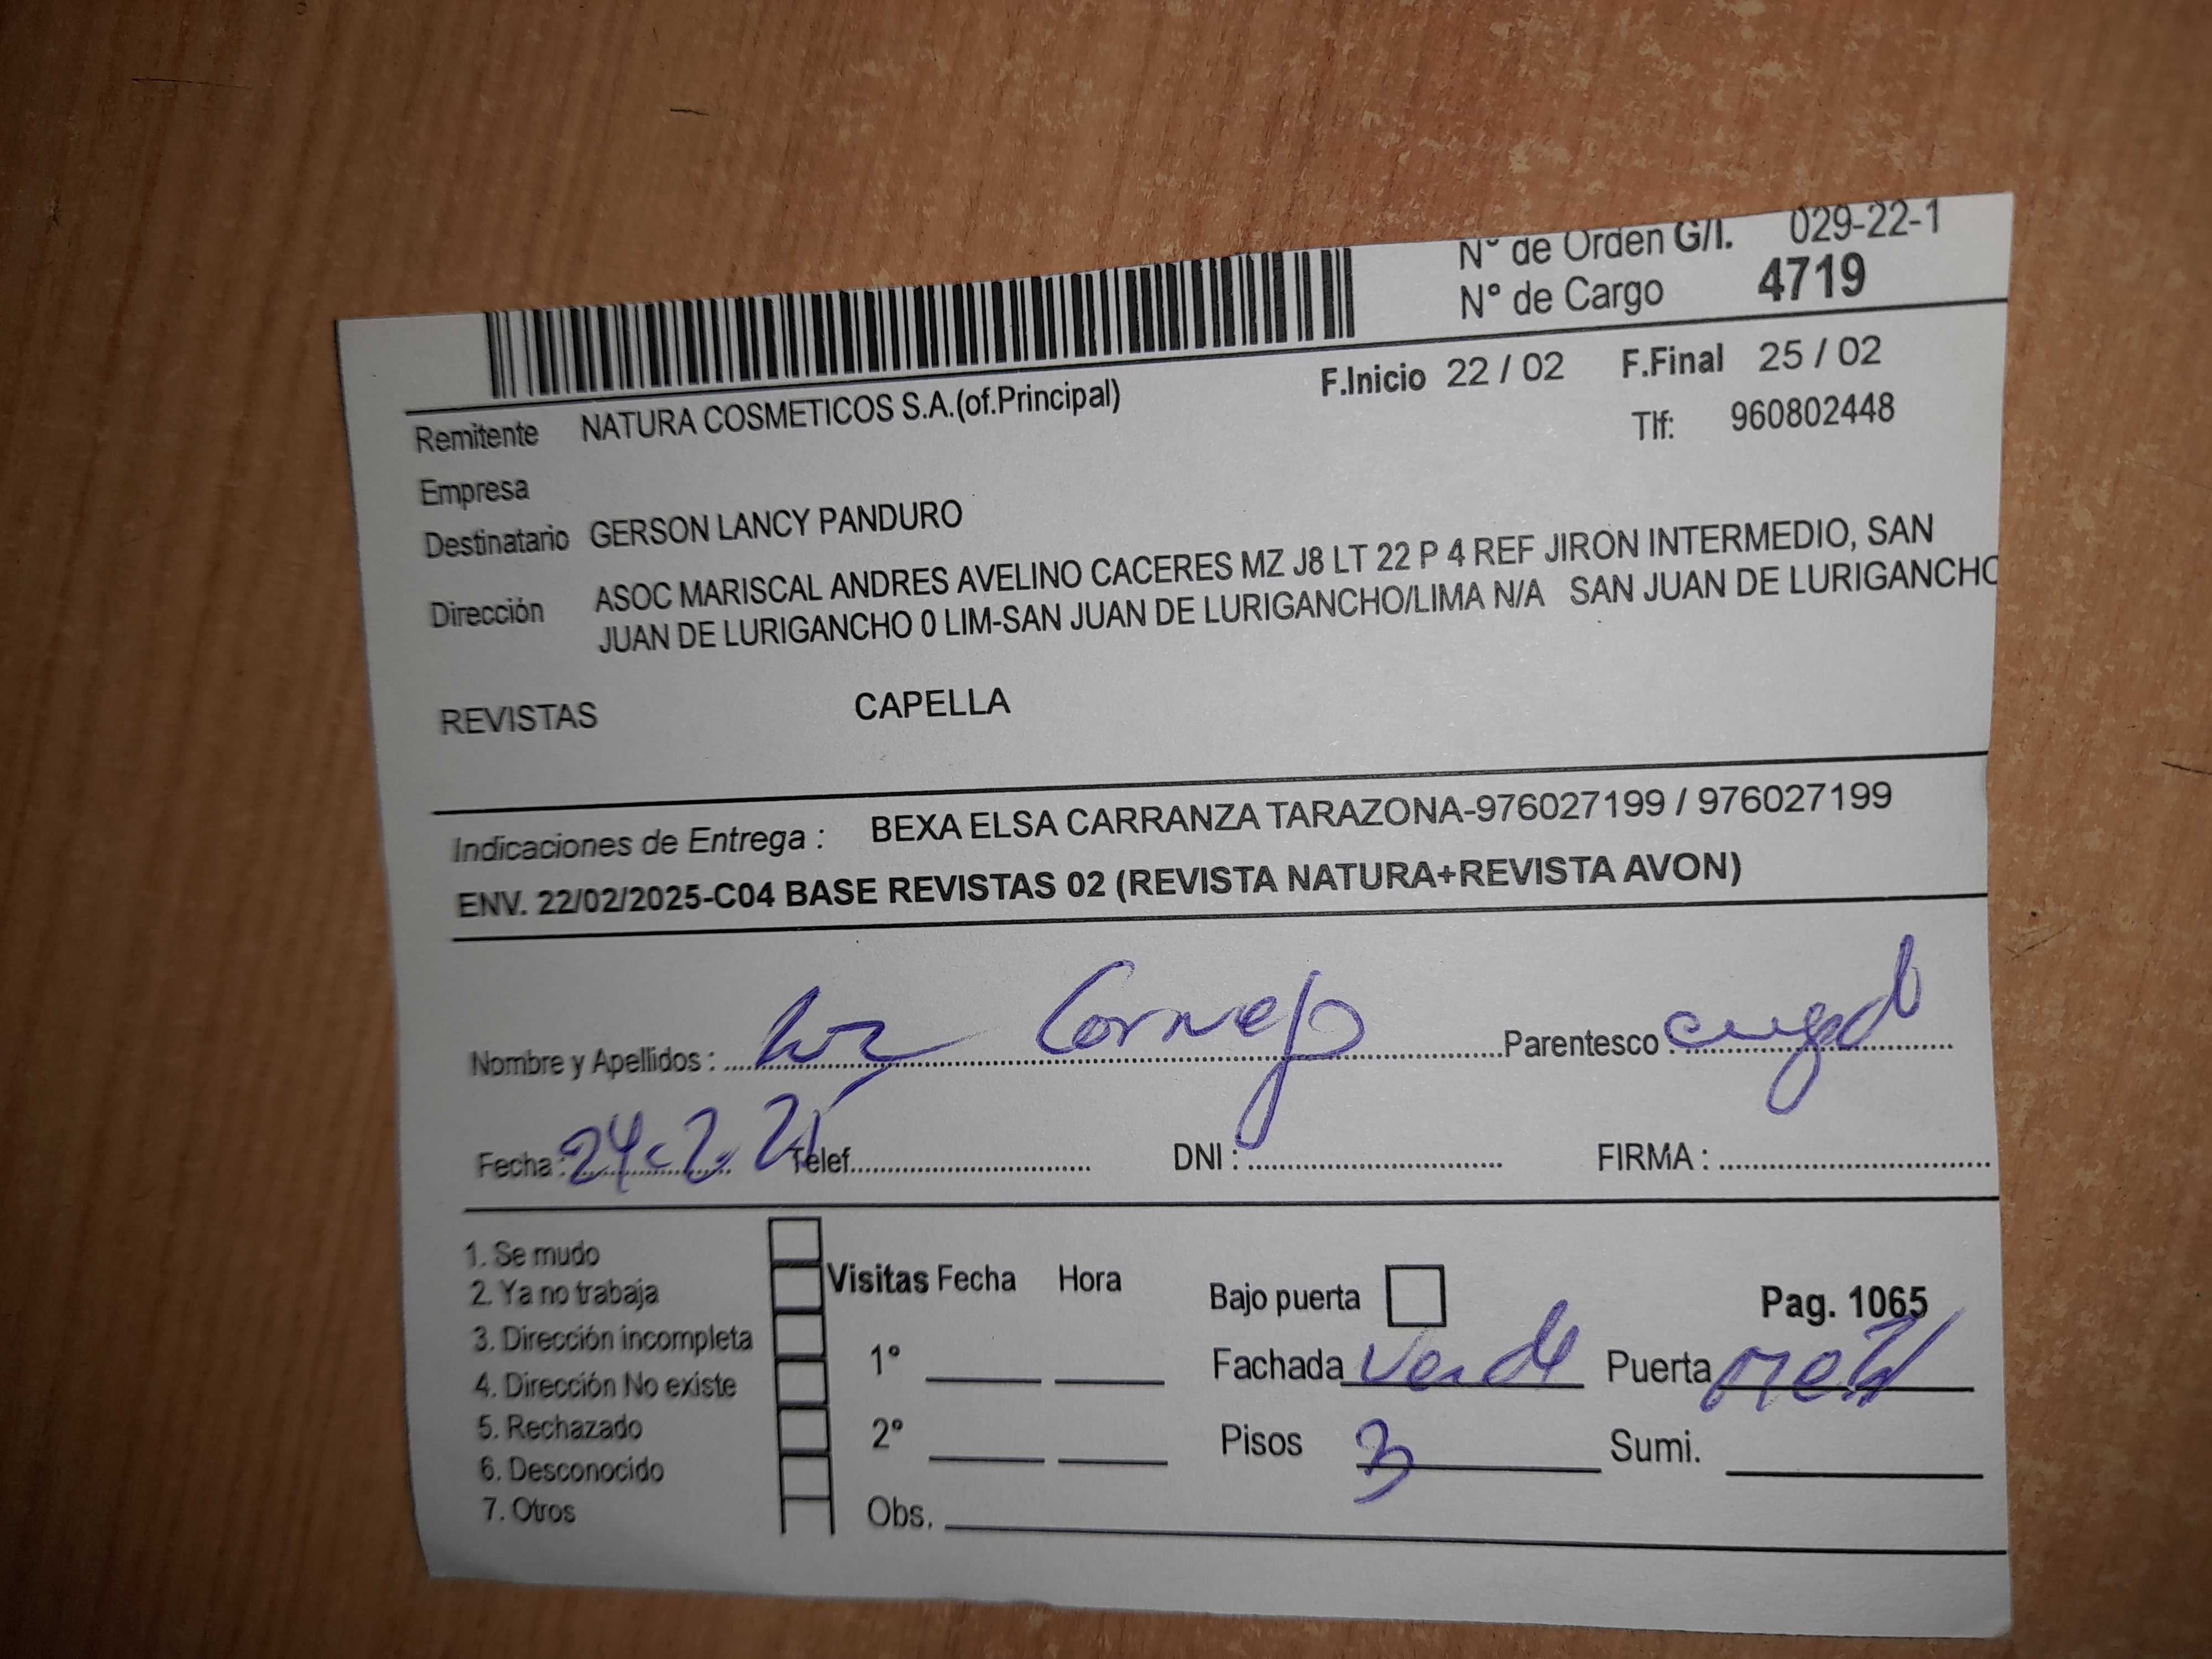 N° de Orden G/I. 029-22-1
N° de Cargo 4719
F.Inicio 22 / 02 F.Final 25 / 02
Remitente NATURA COSMETICOS S.A.(of.Principal)
Tlf: 960802448
Empresa
Destinatario GERSON LANCY PANDURO
Dirección ASOC MARISCAL ANDRES AVELINO CACERES MZ J8 LT 22 P 4 REF JIRON INTERMEDIO, SAN
JUAN DE LURIGANCHO 0 LIM-SAN JUAN DE LURIGANCHO/LIMA N/A SAN JUAN DE LURIGANCHO
REVISTAS CAPELLA
Indicaciones de Entrega : BEXA ELSA CARRANZA TARAZONA-976027199 / 976027199
ENV. 22/02/2025-C04 BASE REVISTAS 02 (REVISTA NATURA+REVISTA AVON)
Nombre y Apellidos : Luz Cornejo Parentesco :
Fecha : 24-2-25 Telef. DNI : FIRMA :
1. Se mudo
2. Ya no trabaja
3. Dirección incompleta
4. Dirección No existe
5. Rechazado
6. Desconocido
7. Otros
Visitas Fecha Hora
1°
2°
Obs.
Bajo puerta Pag. 1065
Fachada Verde Puerta Metal
Pisos 3 Sumi.